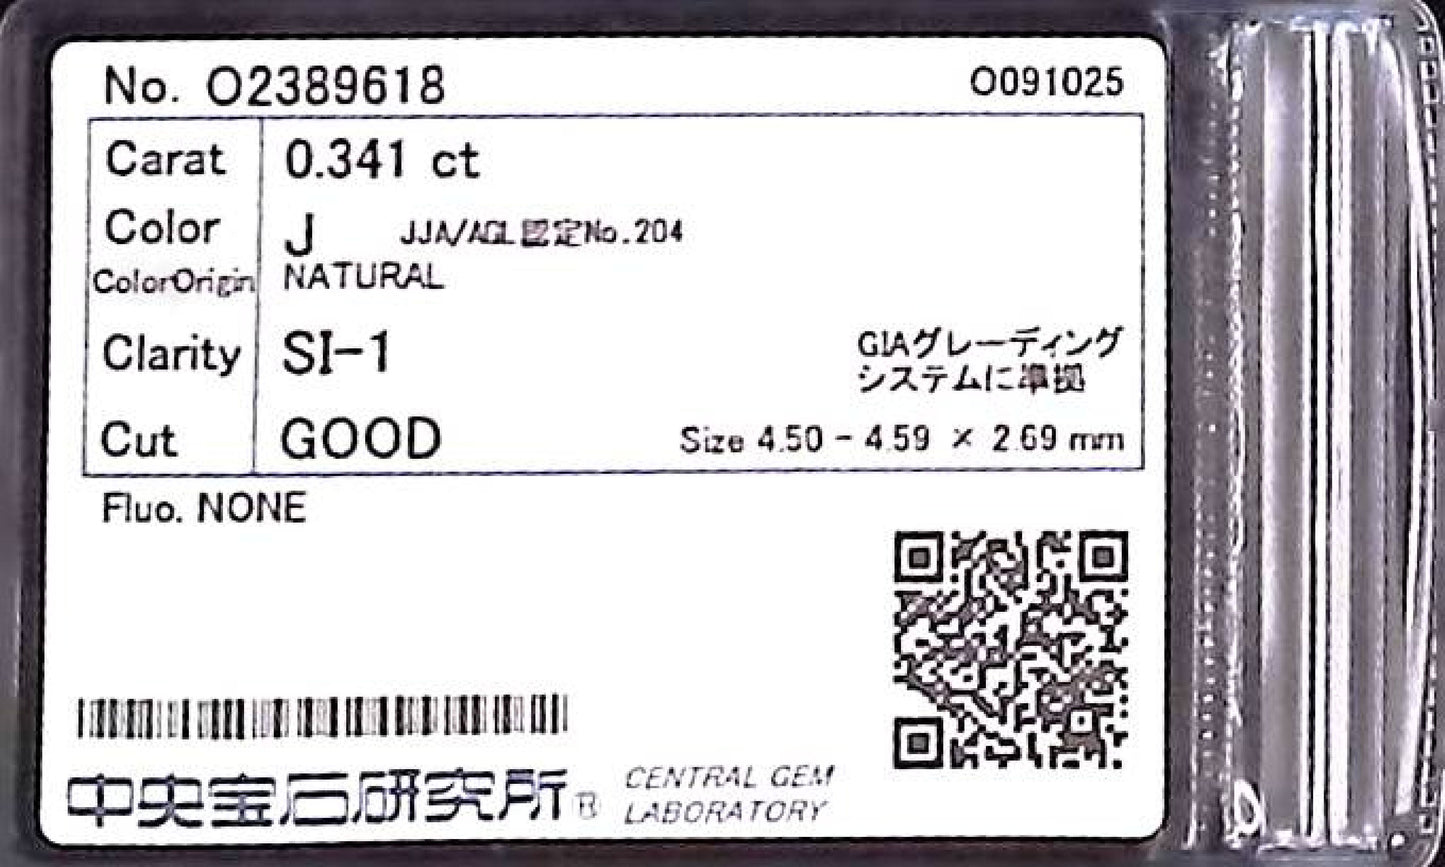 No. O2389618 O091025
Carat 0.341 ct
Color J JJA/AGL認定No.204
ColorOrigin NATURAL
Clarity SI-1 GIAグレーディング
システムに準拠
Cut GOOD Size 4.50 - 4.59 × 2.69 mm
Fluo. NONE
中央宝石研究所® CENTRAL GEM
LABORATORY